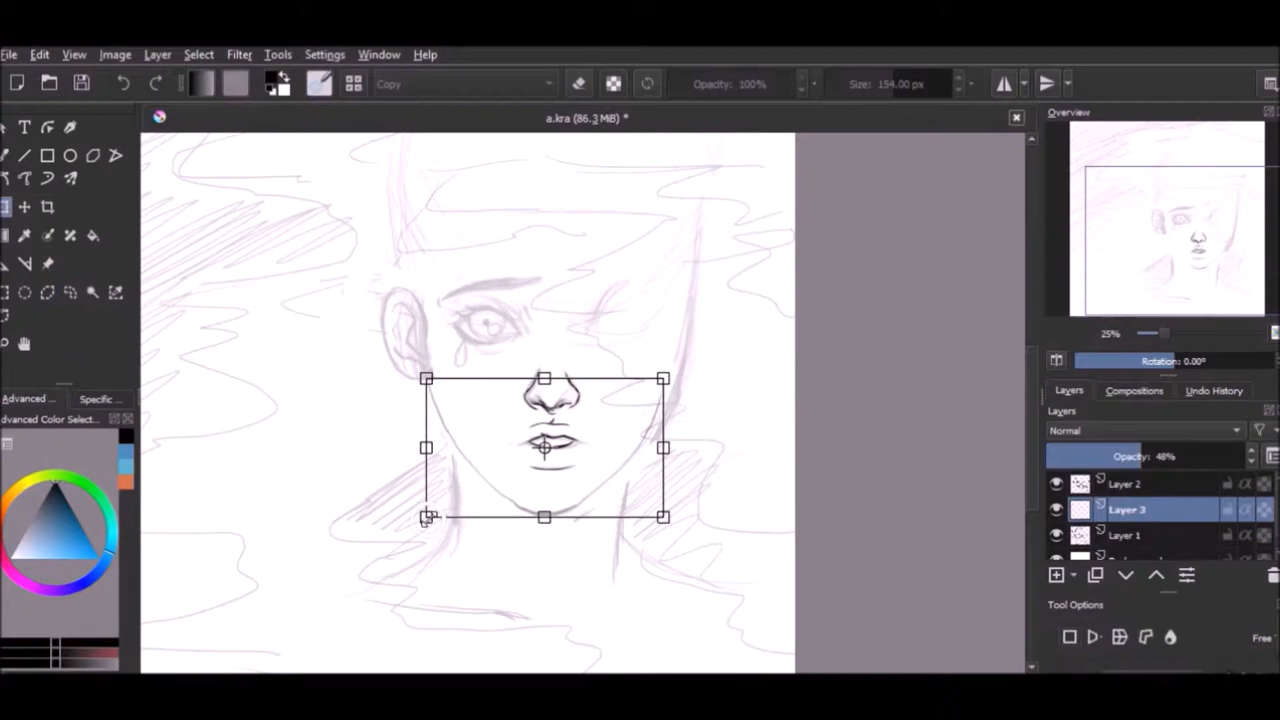 File Edit View Image Layer Select Filter Tools Settings Window Help
Copy Opacity: 100% Size: 154.00 px
a.kra (86.3 MiB) *
Overview
25%
Rotation: 0.00°
Layers Compositions Undo History
Layers
Normal
Opacity: 48%
Layer 2
Layer 3
Layer 1
Tool Options
Free
Advanced ... Specific ...
Advanced Color Select...